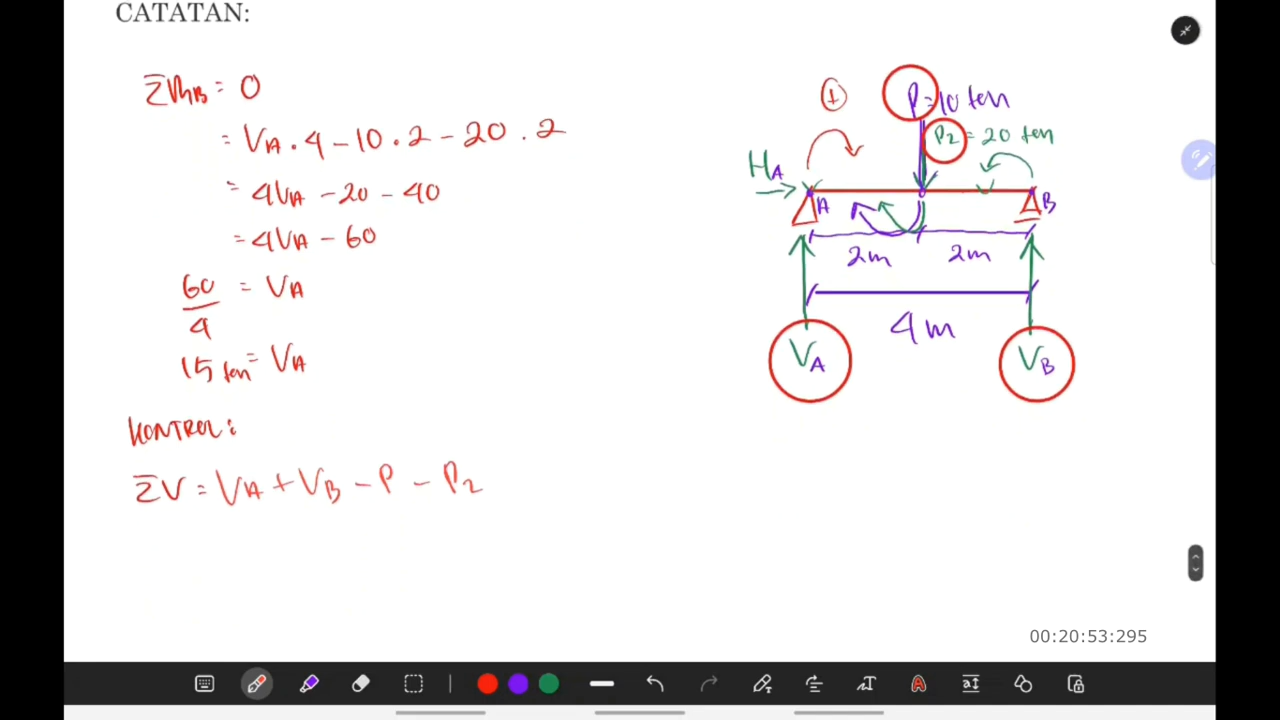 CATATAN:
ΣMB = 0
= VA . 4 - 10 . 2 - 20 . 2
= 4VA - 20 - 40
= 4VA - 60
60/4 = VA
15 ton = VA
KONTROL:
ΣV = VA + VB - P - P2
+
P = 10 ton
P2 = 20 ton
HA
A
B
2m
2m
4m
VA
VB
00:20:53:295